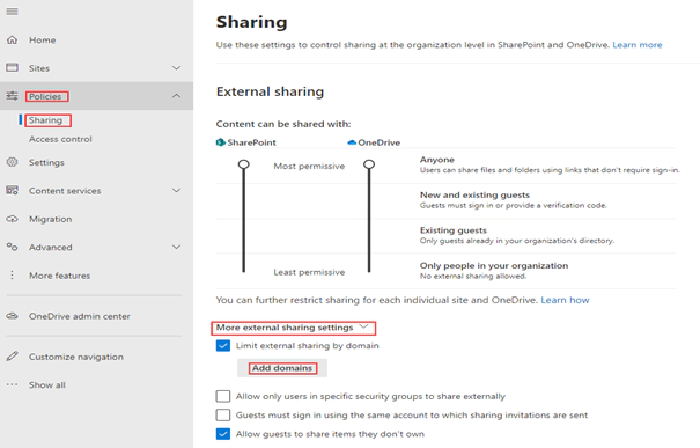 Home
Sites
Policies
Sharing
Access control
Settings
Content services
Migration
Advanced
More features
OneDrive admin center
Customize navigation
Show all
Sharing
Use these settings to control sharing at the organization level in SharePoint and OneDrive. Learn more
External sharing
Content can be shared with:
SharePoint OneDrive
Most permissive
Anyone
Users can share files and folders using links that don't require sign-in.
New and existing guests
Guests must sign in or provide a verification code.
Existing guests
Only guests already in your organization's directory.
Least permissive
Only people in your organization
No external sharing allowed.
You can further restrict sharing for each individual site and OneDrive. Learn how
More external sharing settings
Limit external sharing by domain
Add domains
Allow only users in specific security groups to share externally
Guests must sign in using the same account to which sharing invitations are sent
Allow guests to share items they don't own